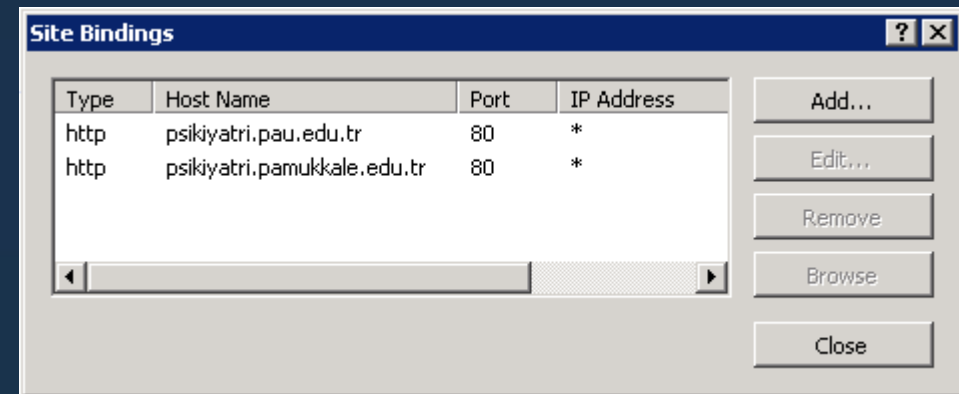 Site Bindings
Type Host Name Port IP Address
http psikiyatri.pau.edu.tr 80 *
http psikiyatri.pamukkale.edu.tr 80 *
Add...
Edit...
Remove
Browse
Close